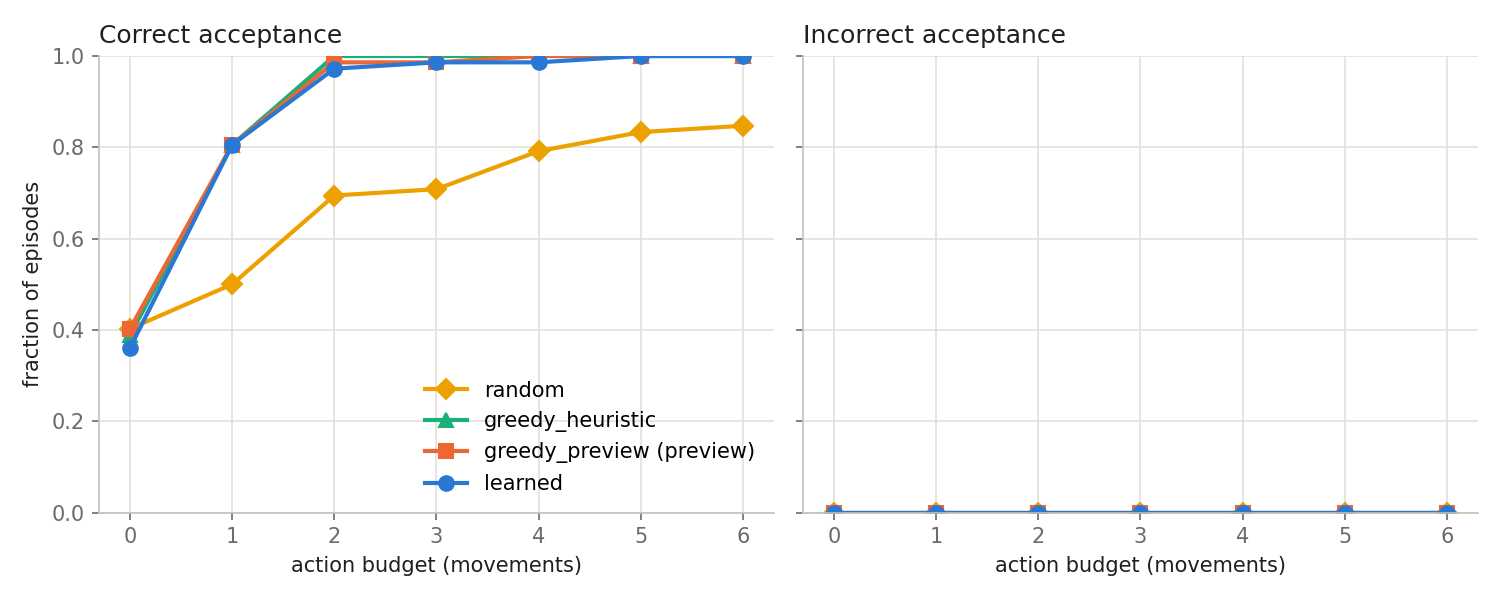 Correct acceptance
Incorrect acceptance
fraction of episodes
1.0
0.8
0.6
0.4
0.2
0.0
random
greedy_heuristic
greedy_preview (preview)
learned
0 1 2 3 4 5 6
0 1 2 3 4 5 6
action budget (movements)
action budget (movements)